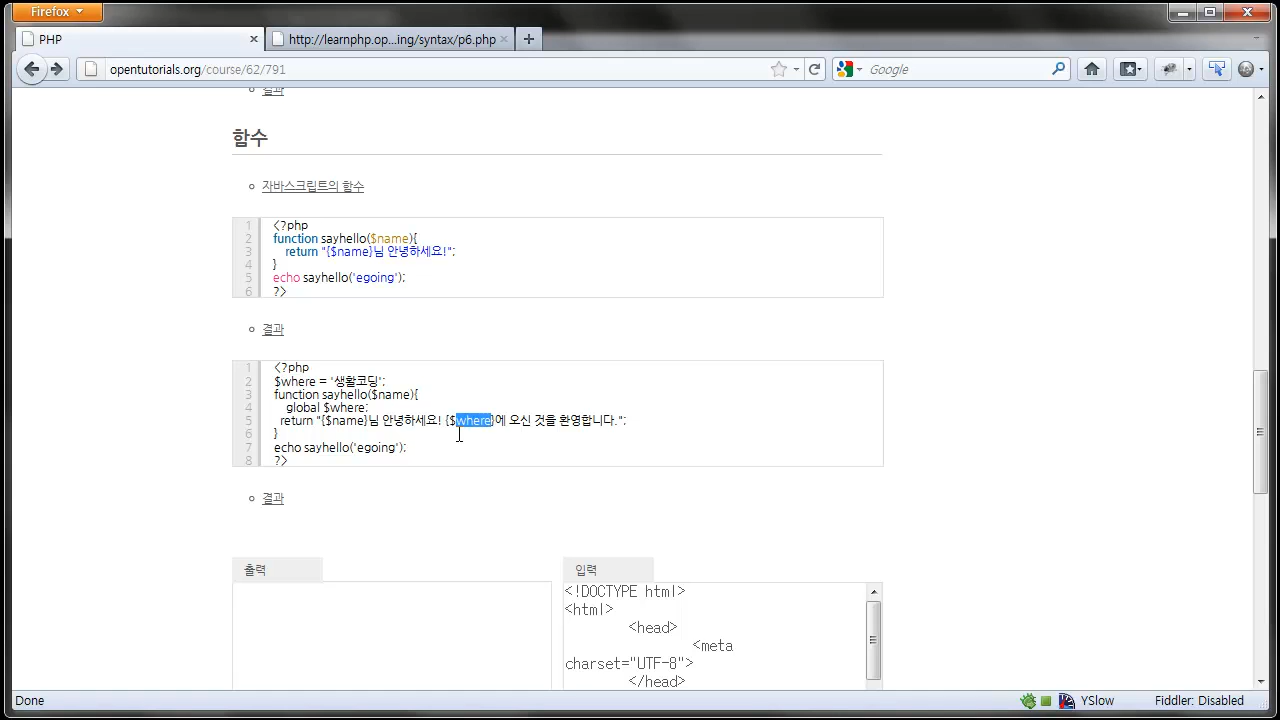 Firefox
PHP
http://learnphp.op...ing/syntax/p6.php
opentutorials.org/course/62/791
Google
결과
함수
자바스크립트의 함수
1 <?php
2 function sayhello($name){
3 return "{$name}님 안녕하세요!";
4 }
5 echo sayhello('egoing');
6 ?>
결과
1 <?php
2 $where = '생활코딩';
3 function sayhello($name){
4 global $where;
5 return "{$name}님 안녕하세요! {$where}에 오신 것을 환영합니다.";
6 }
7 echo sayhello('egoing');
8 ?>
결과
출력
입력
<!DOCTYPE html>
<html>
<head>
<meta
charset="UTF-8">
</head>
Done
YSlow
Fiddler: Disabled